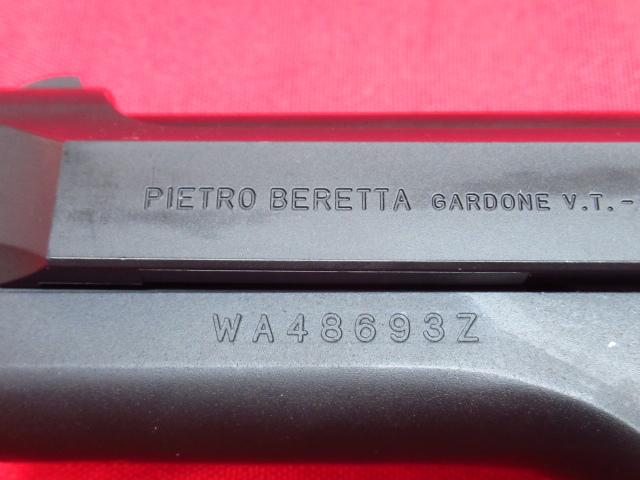 PIETRO BERETTA GARDONE V.T.-
WA48693Z